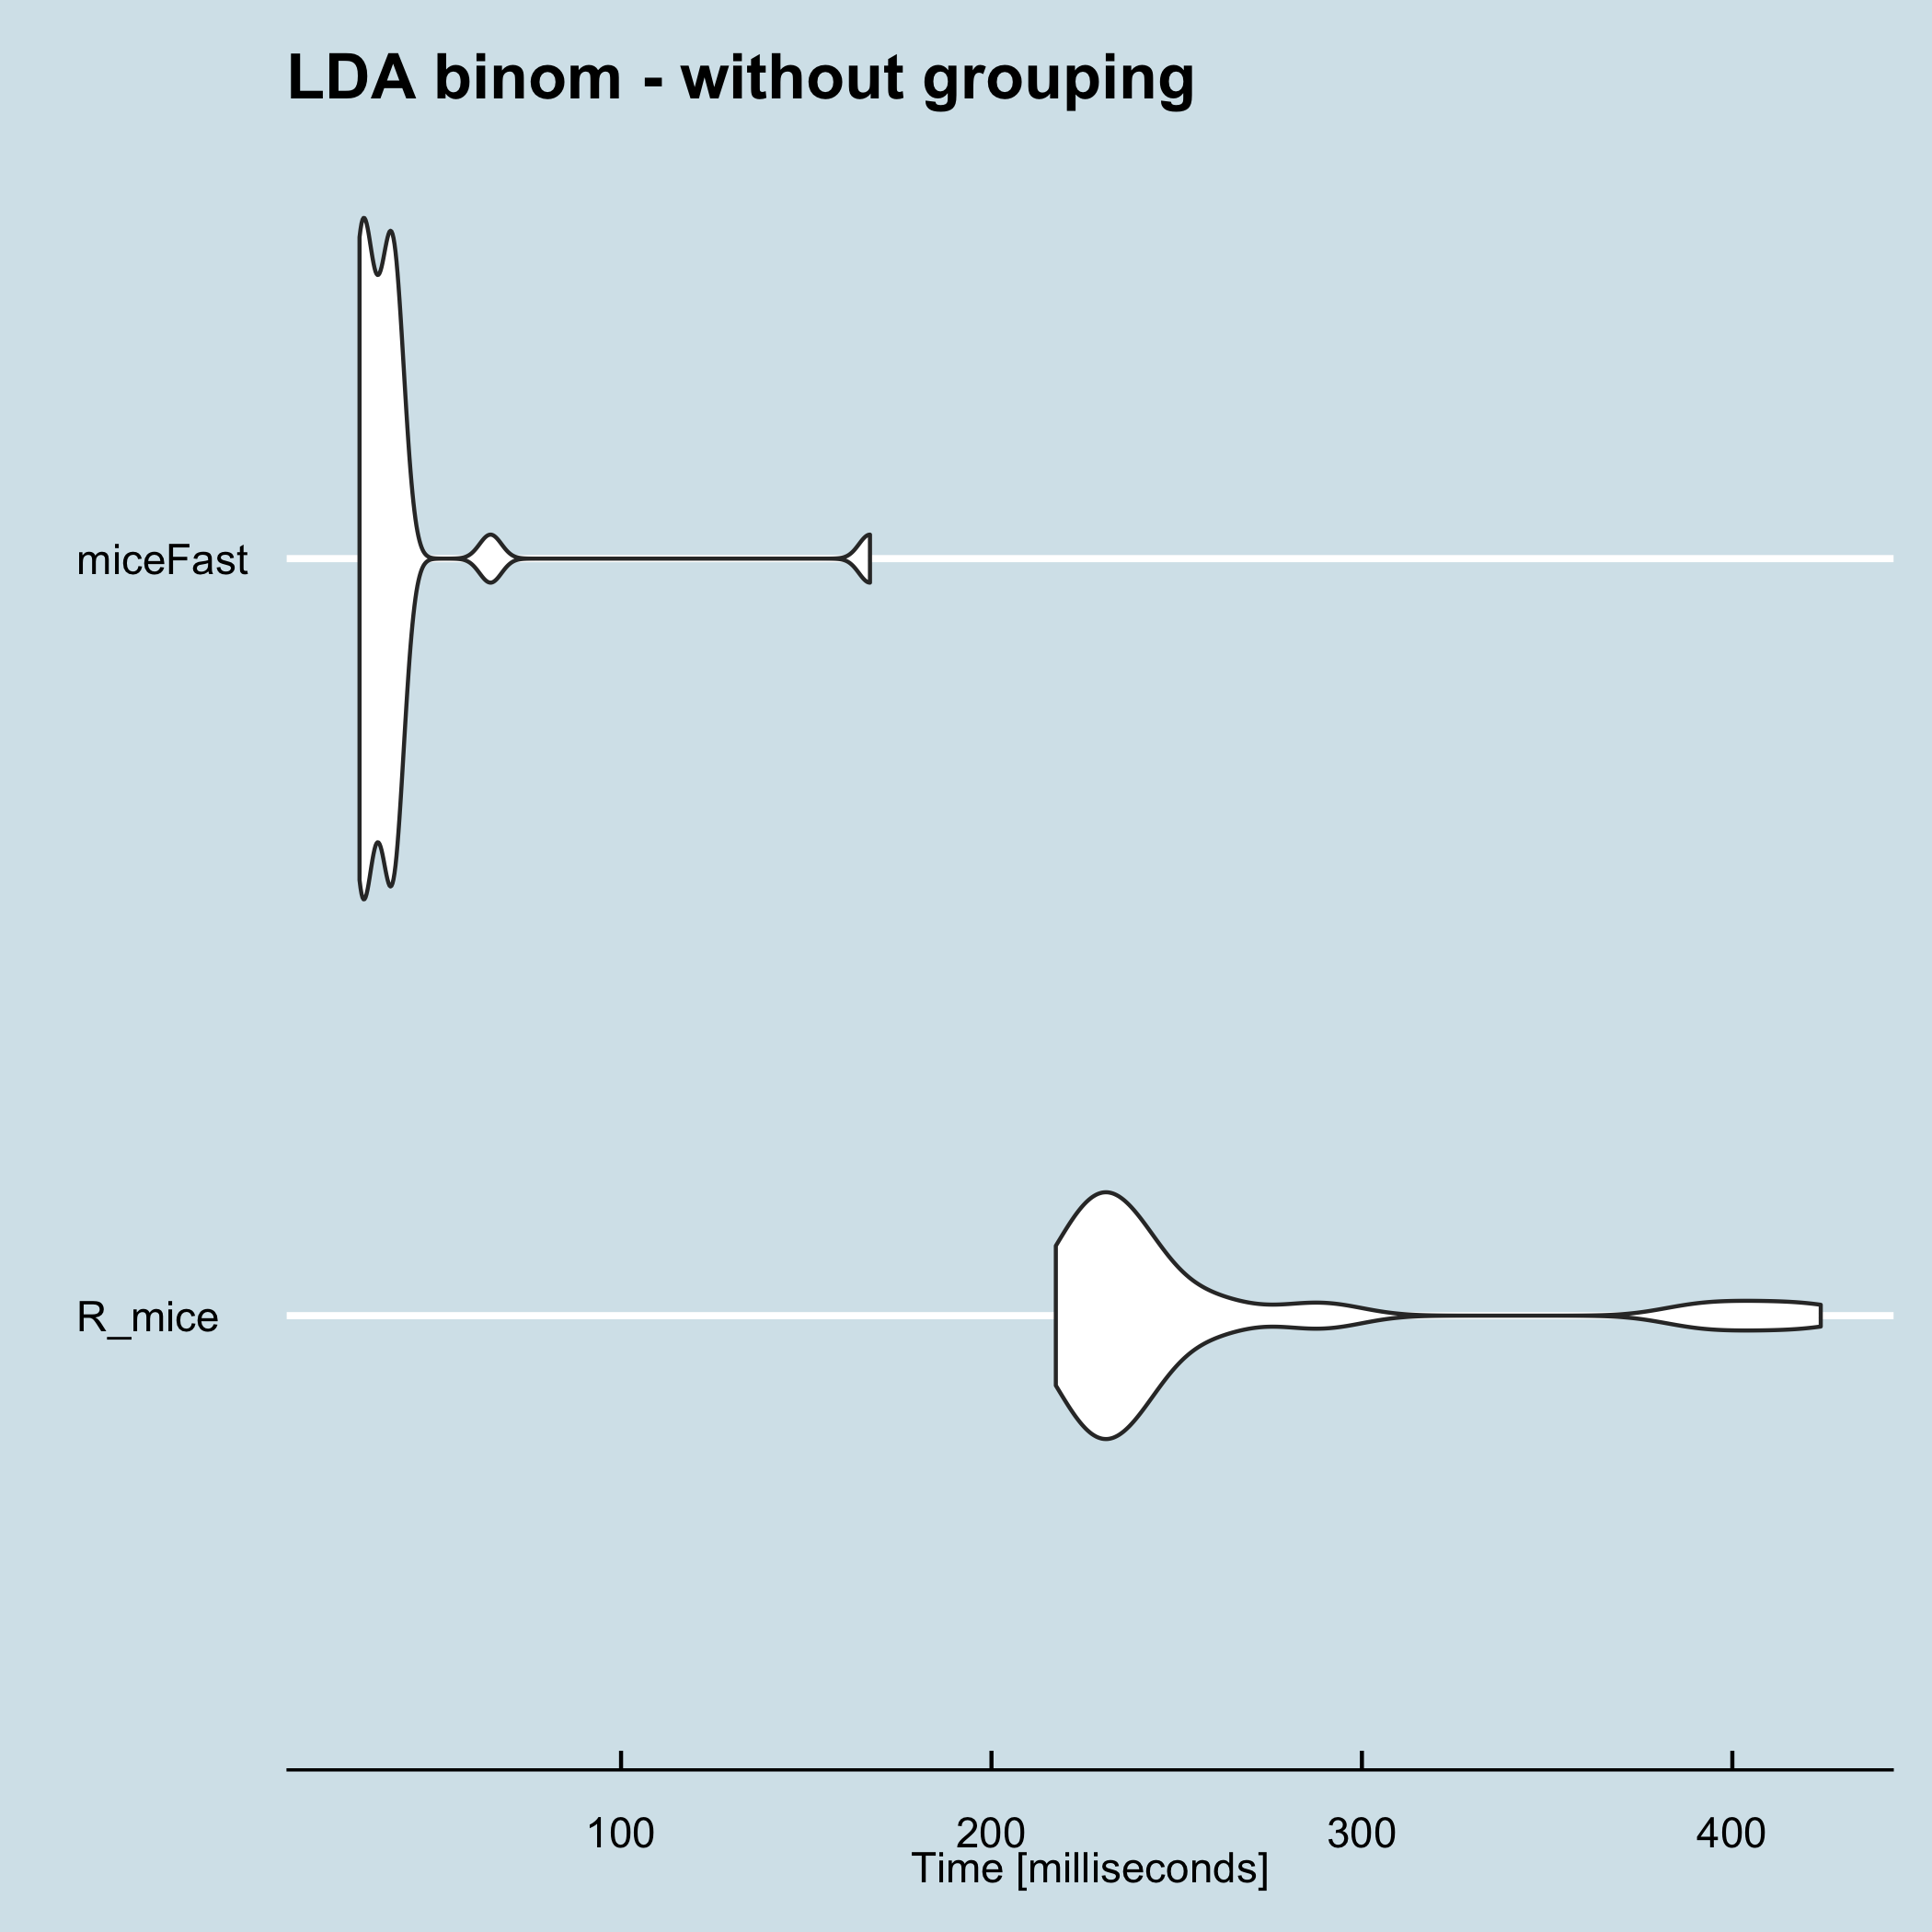 LDA binom - without grouping
miceFast
R_mice
100 200 300 400
Time [milliseconds]